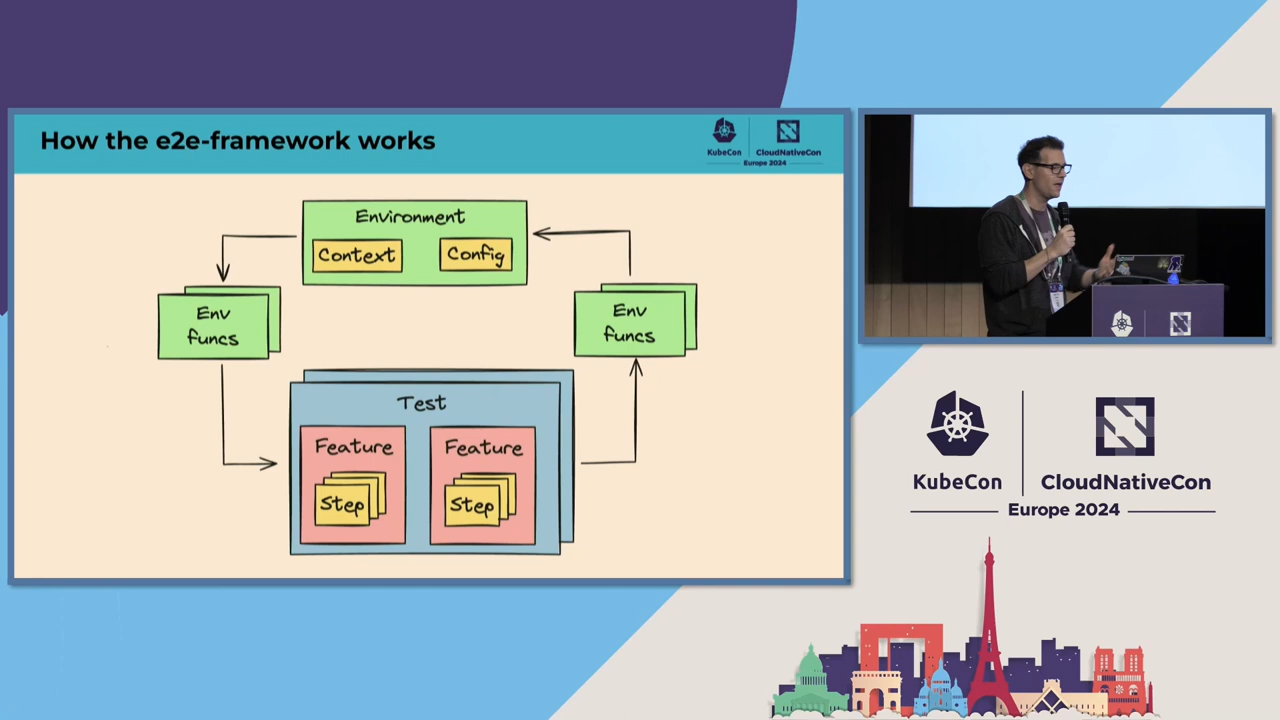 How the e2e-framework works
KubeCon
CloudNativeCon
Europe 2024
Environment
Context
Config
Env
funcs
Env
funcs
Test
Feature
Feature
Step
Step
KubeCon
CloudNativeCon
Europe 2024